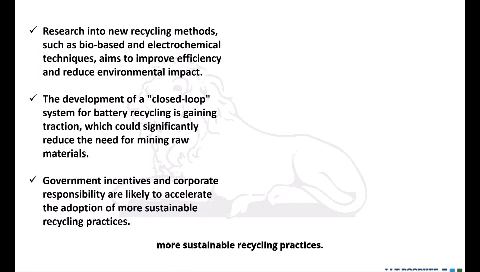 ✓ Research into new recycling methods,
such as bio-based and electrochemical
techniques, aims to improve efficiency
and reduce environmental impact.
✓ The development of a "closed-loop"
system for battery recycling is gaining
traction, which could significantly
reduce the need for mining raw
materials.
✓ Government incentives and corporate
responsibility are likely to accelerate
the adoption of more sustainable
recycling practices.
more sustainable recycling practices.